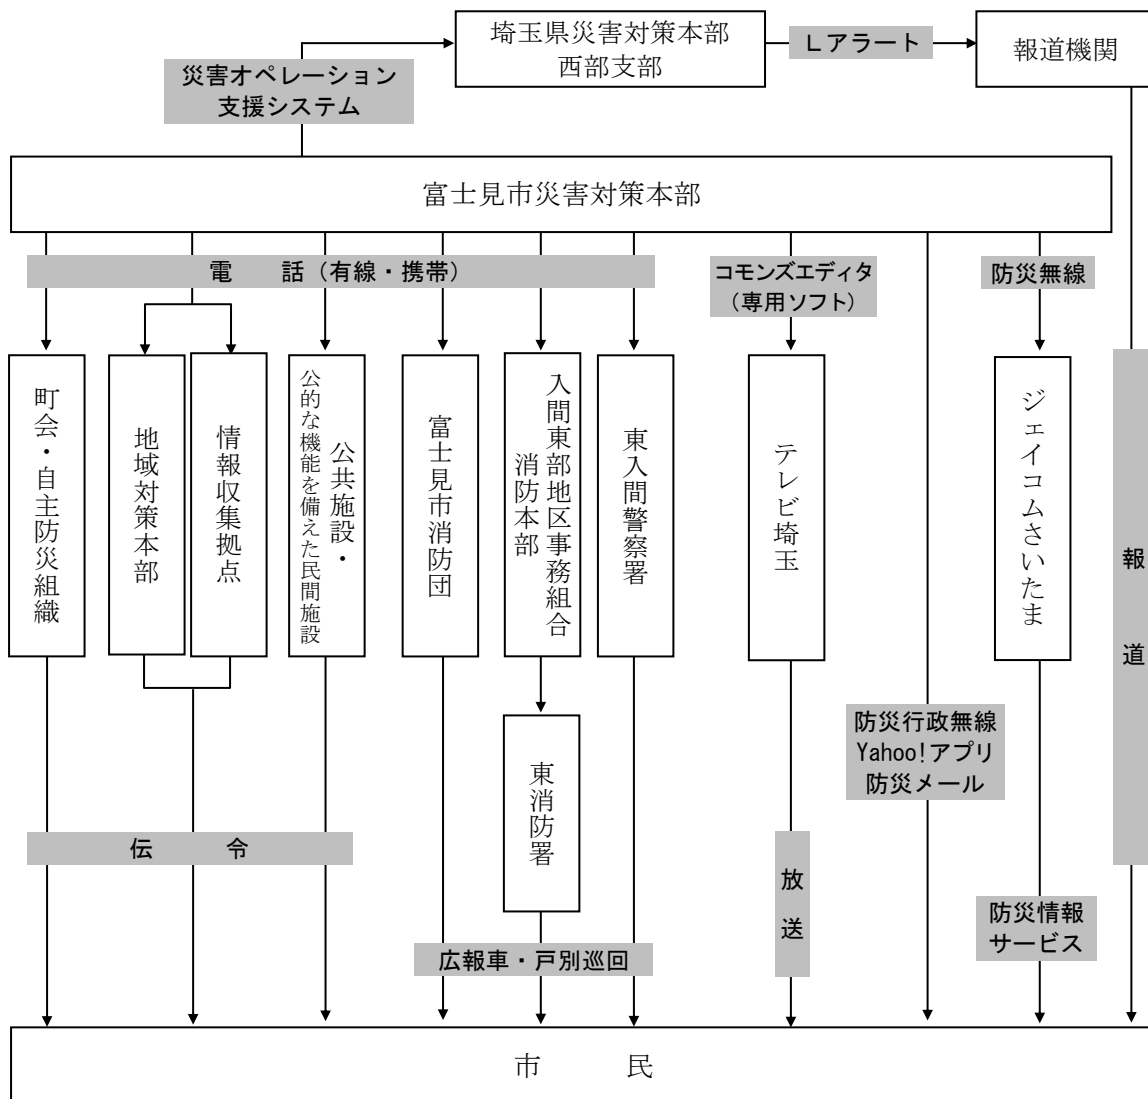 埼玉県災害対策本部
西部支部
Lアラート
報道機関
災害オペレーション
支援システム
富士見市災害対策本部
電 話（有線・携帯）
コモンズエディタ
（専用ソフト）
防災無線
町会・自主防災組織
地域対策本部
情報収集拠点
公共施設・
公的な機能を備えた民間施設
富士見市消防団
入間東部地区事務組合
消防本部
東入間警察署
テレビ埼玉
ジェイコムさいたま
報道
防災行政無線
Yahoo!アプリ
防災メール
東消防署
伝 令
放送
防災情報
サービス
広報車・戸別巡回
市 民